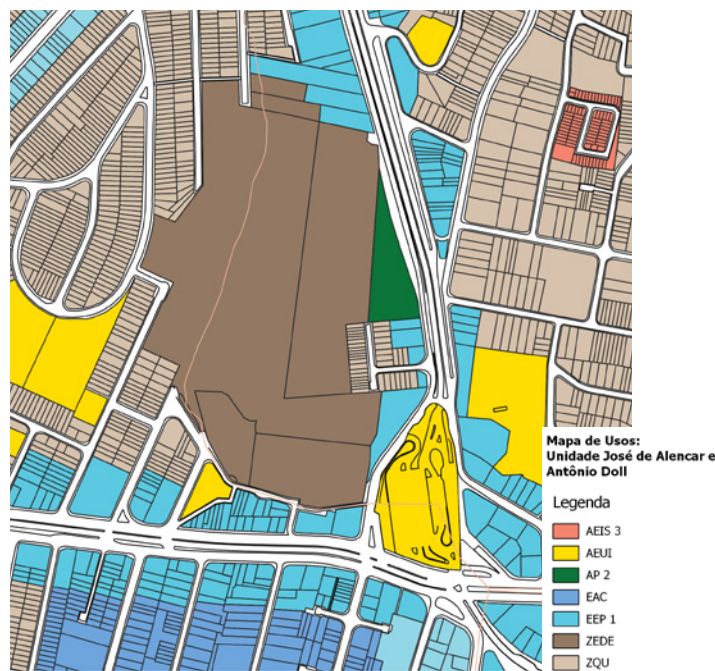 Mapa de Usos:
Unidade José de Alencar e
Antônio Doll
Legenda
AEIS 3
AEUI
AP 2
EAC
EEP 1
ZEDE
ZQU